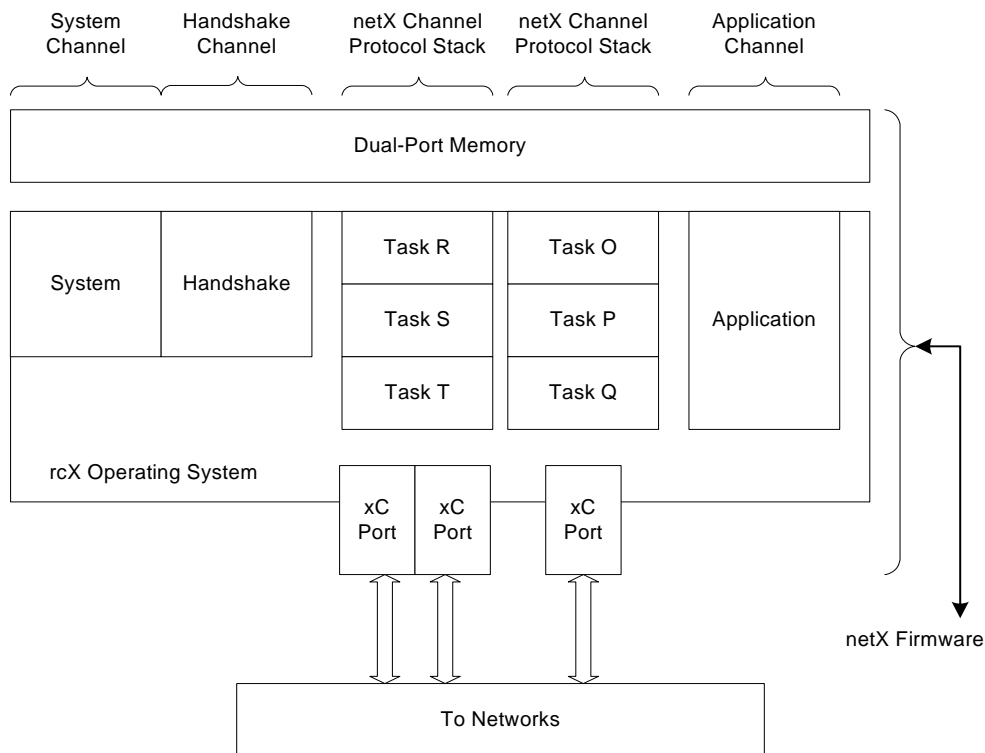 System
Channel
Handshake
Channel
netX Channel
Protocol Stack
netX Channel
Protocol Stack
Application
Channel
Dual-Port Memory
System
Handshake
Task R
Task S
Task T
Task O
Task P
Task Q
Application
rcX Operating System
xC
Port
xC
Port
xC
Port
netX Firmware
To Networks